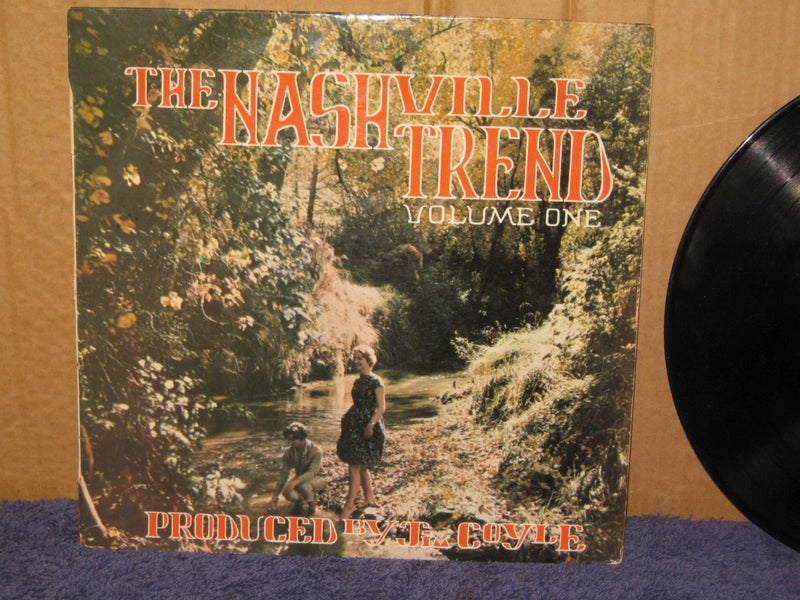 THE NASHVILLE
TREND
VOLUME ONE
PRODUCED BY Jim COYLE